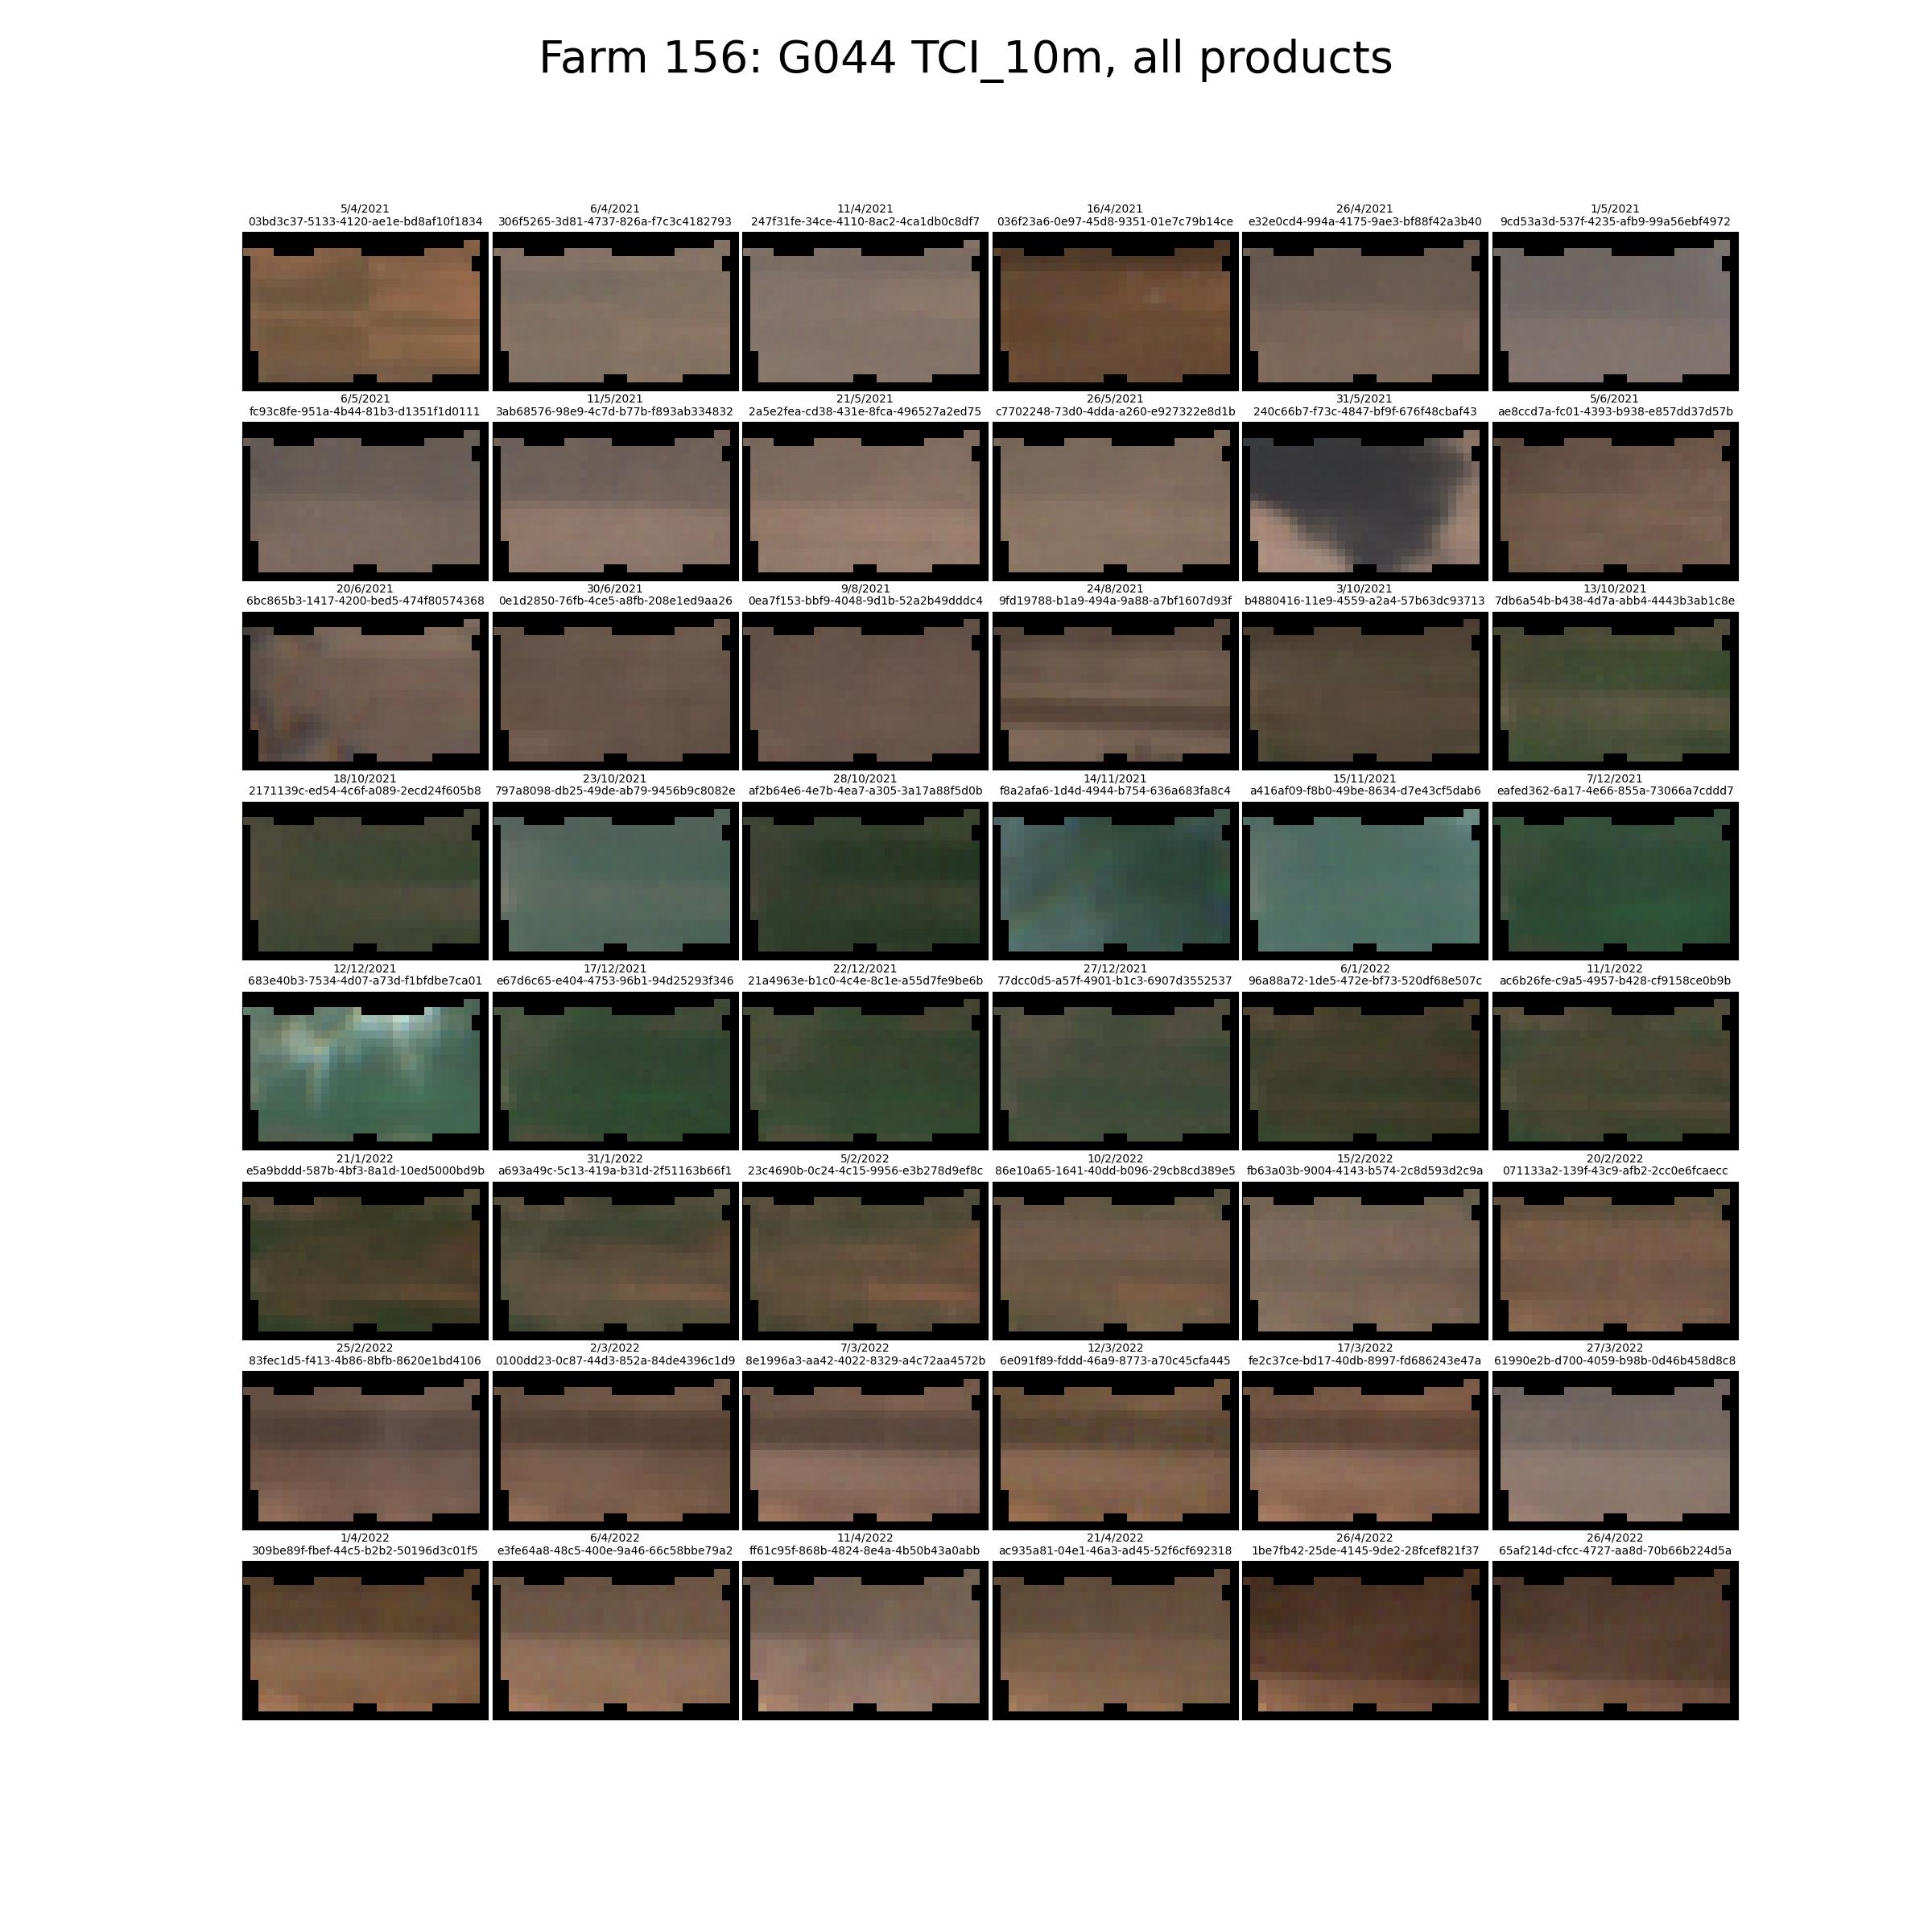 Farm 156: G044 TCI_10m, all products
5/4/2021 6/4/2021 11/4/2021 16/4/2021 26/4/2021 1/5/2021
03bd3c37-5133-4120-ae1e-bd8af10f1834 306f5265-3d81-4737-826a-f7c3c4182793 247f31fe-34ce-4110-8ac2-4ca1db0c8df7 036f23a6-0e97-45d8-9351-01e7c79b14ce e32e0cd4-994a-4175-9ae3-bf88f42a3b40 9cd53a3d-537f-4235-afb9-99a56ebf4972
6/5/2021 11/5/2021 21/5/2021 26/5/2021 31/5/2021 5/6/2021
fc93c8fe-951a-4b44-81b3-d1351f1d0111 3ab68576-98e9-4c7d-b77b-f893ab334832 2a5e2fea-cd38-431e-8fca-496527a2ed75 c7702248-73d0-4dda-a260-e927322e8d1b 240c66b7-f73c-4847-bf9f-676f48cbaf43 ae8ccd7a-fc01-4393-b938-e857dd37d57b
20/6/2021 30/6/2021 9/8/2021 24/8/2021 3/10/2021 13/10/2021
6bc865b3-1417-4200-bed5-474f80574368 0e1d2850-76fb-4ce5-a8fb-208e1ed9aa26 0ea7f153-bbf9-4048-9d1b-52a2b49dddc4 9fd19788-b1a9-494a-9a88-a7bf1607d93f b4880416-11e9-4559-a2a4-57b63dc93713 7db6a54b-b438-4d7a-abb4-4443b3ab1c8e
18/10/2021 23/10/2021 28/10/2021 14/11/2021 15/11/2021 7/12/2021
2171139c-ed54-4c6f-a089-2ecd24f605b8 797a8098-db25-49de-ab79-9456b9c8082e af2b64e6-4e7b-4ea7-a305-3a17a88f5d0b f8a2afa6-1d4d-4944-b754-636a683fa8c4 a416af09-f8b0-49be-8634-d7e43cf5dab6 eafed362-6a17-4e66-855a-73066a7cddd7
12/12/2021 17/12/2021 22/12/2021 27/12/2021 6/1/2022 11/1/2022
683e40b3-7534-4d07-a73d-f1bfdbe7ca01 e67d6c65-e404-4753-96b1-94d25293f346 21a4963e-b1c0-4c4e-8c1e-a55d7fe9be6b 77dcc0d5-a57f-4901-b1c3-6907d3552537 96a88a72-1de5-472e-bf73-520df68e507c ac6b26fe-c9a5-4957-b428-cf9158ce0b9b
21/1/2022 31/1/2022 5/2/2022 10/2/2022 15/2/2022 20/2/2022
e5a9bddd-587b-4bf3-8a1d-10ed5000bd9b a693a49c-5c13-419a-b31d-2f51163b66f1 23c4690b-0c24-4c15-9956-e3b278d9ef8c 86e10a65-1641-40dd-b096-29cb8cd389e5 fb63a03b-9004-4143-b574-2c8d593d2c9a 071133a2-139f-43c9-afb2-2cc0e6fcaecc
25/2/2022 2/3/2022 7/3/2022 12/3/2022 17/3/2022 27/3/2022
83fec1d5-f413-4b86-8bfb-8620e1bd4106 0100dd23-0c87-44d3-852a-84de4396c1d9 8e1996a3-aa42-4022-8329-a4c72aa4572b 6e091f89-fddd-46a9-8773-a70c45cfa445 fe2c37ce-bd17-40db-8997-fd686243e47a 61990e2b-d700-4059-b98b-0d46b458d8c8
1/4/2022 6/4/2022 11/4/2022 21/4/2022 26/4/2022 26/4/2022
309be89f-fbef-44c5-b2b2-50196d3c01f5 e3fe64a8-48c5-400e-9a46-66c58bbe79a2 ff61c95f-868b-4824-8e4a-4b50b43a0abb ac935a81-04e1-46a3-ad45-52f6cf692318 1be7fb42-25de-4145-9de2-28fcef821f37 65af214d-cfcc-4727-aa8d-70b66b224d5a